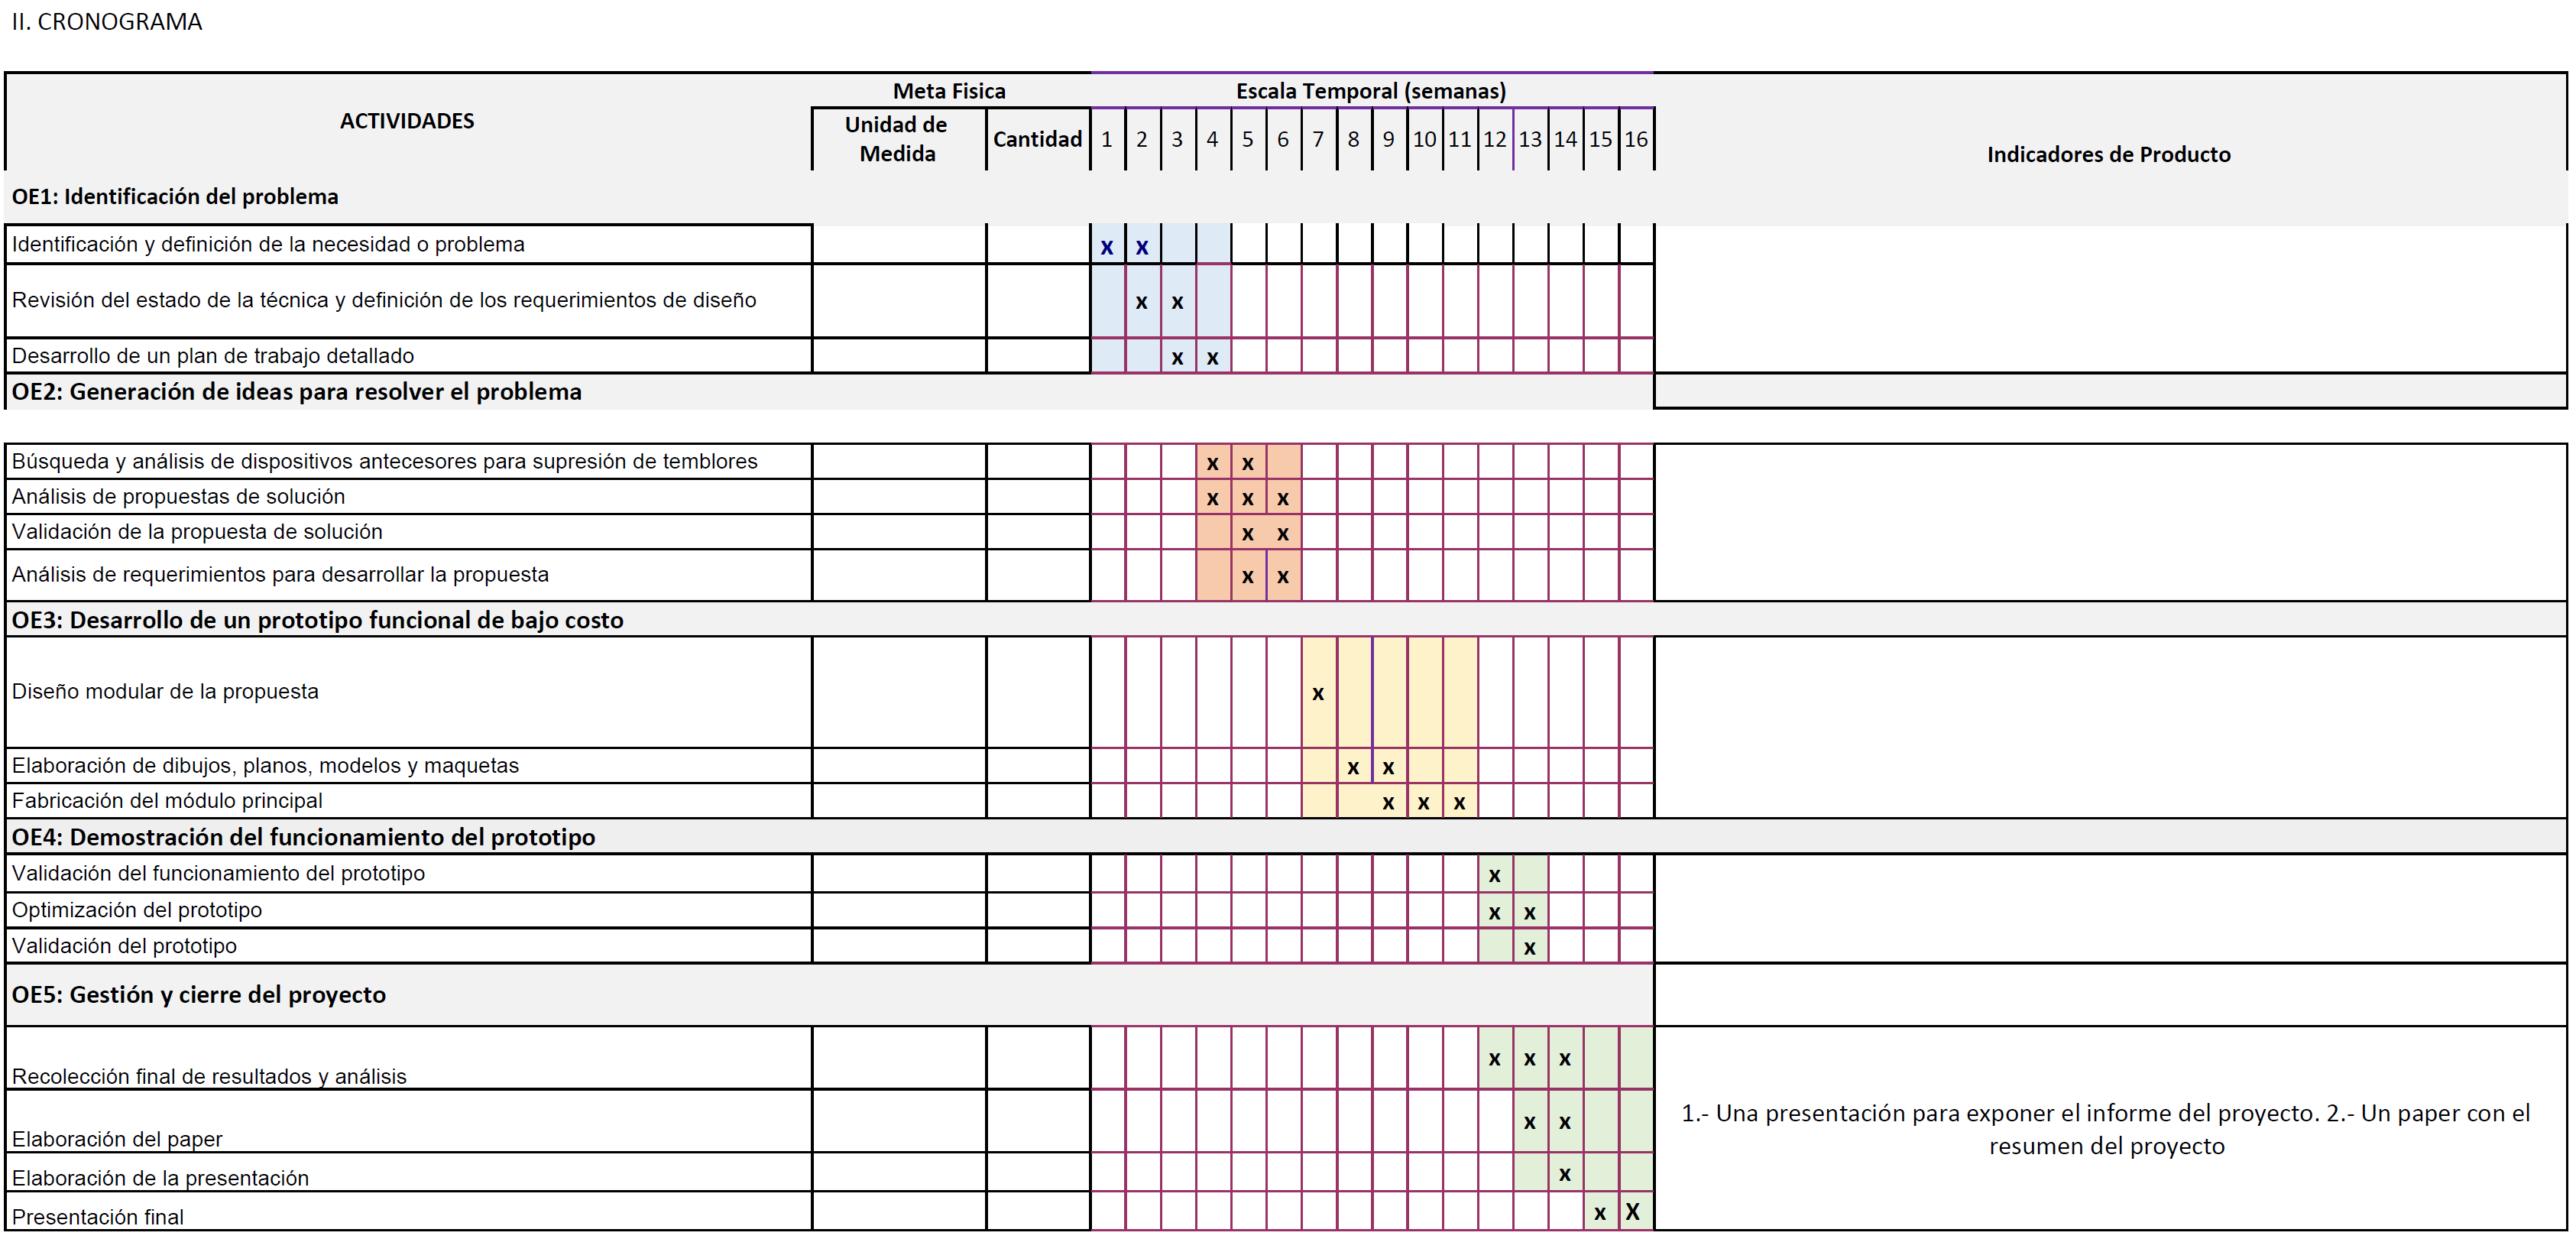 II. CRONOGRAMA
ACTIVIDADES
Meta Fisica
Escala Temporal (semanas)
Indicadores de Producto
Unidad de
Medida
Cantidad
1 2 3 4 5 6 7 8 9 10 11 12 13 14 15 16
OE1: Identificación del problema
Identificación y definición de la necesidad o problema x x
Revisión del estado de la técnica y definición de los requerimientos de diseño x x
Desarrollo de un plan de trabajo detallado x x
OE2: Generación de ideas para resolver el problema
Búsqueda y análisis de dispositivos antecesores para supresión de temblores x x
Análisis de propuestas de solución x x x
Validación de la propuesta de solución x x
Análisis de requerimientos para desarrollar la propuesta x x
OE3: Desarrollo de un prototipo funcional de bajo costo
Diseño modular de la propuesta x
Elaboración de dibujos, planos, modelos y maquetas x x
Fabricación del módulo principal x x x
OE4: Demostración del funcionamiento del prototipo
Validación del funcionamiento del prototipo x
Optimización del prototipo x x
Validación del prototipo x
OE5: Gestión y cierre del proyecto
Recolección final de resultados y análisis x x x
Elaboración del paper x x
Elaboración de la presentación x
Presentación final x X
1.- Una presentación para exponer el informe del proyecto. 2.- Un paper con el
resumen del proyecto